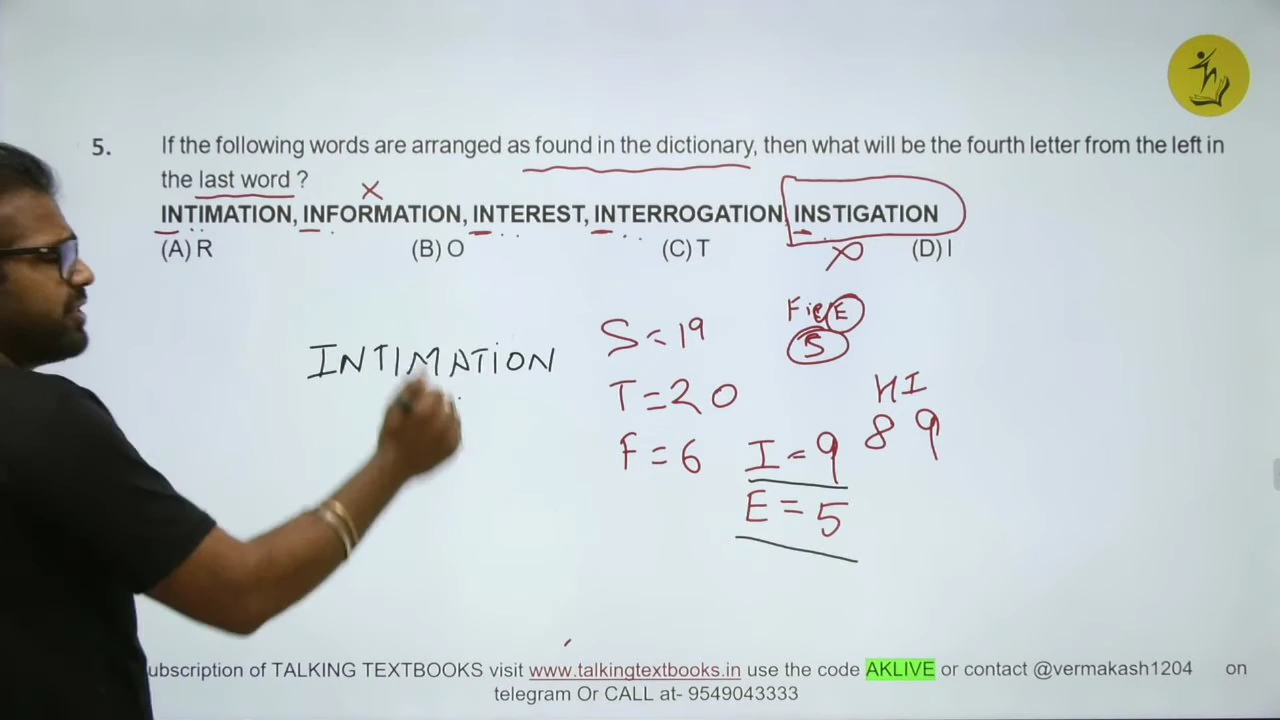 5. If the following words are arranged as found in the dictionary, then what will be the fourth letter from the left in
the last word ?
INTIMATION, INFORMATION, INTEREST, INTERROGATION, INSTIGATION
(A) R (B) O (C) T (D) I
INTIMATION
S = 19
T = 20
F = 6
I = 9
E = 5
S
HI
8 9
ubscription of TALKING TEXTBOOKS visit www.talkingtextbooks.in use the code AKLIVE or contact @vermakash1204 on
telegram Or CALL at- 9549043333